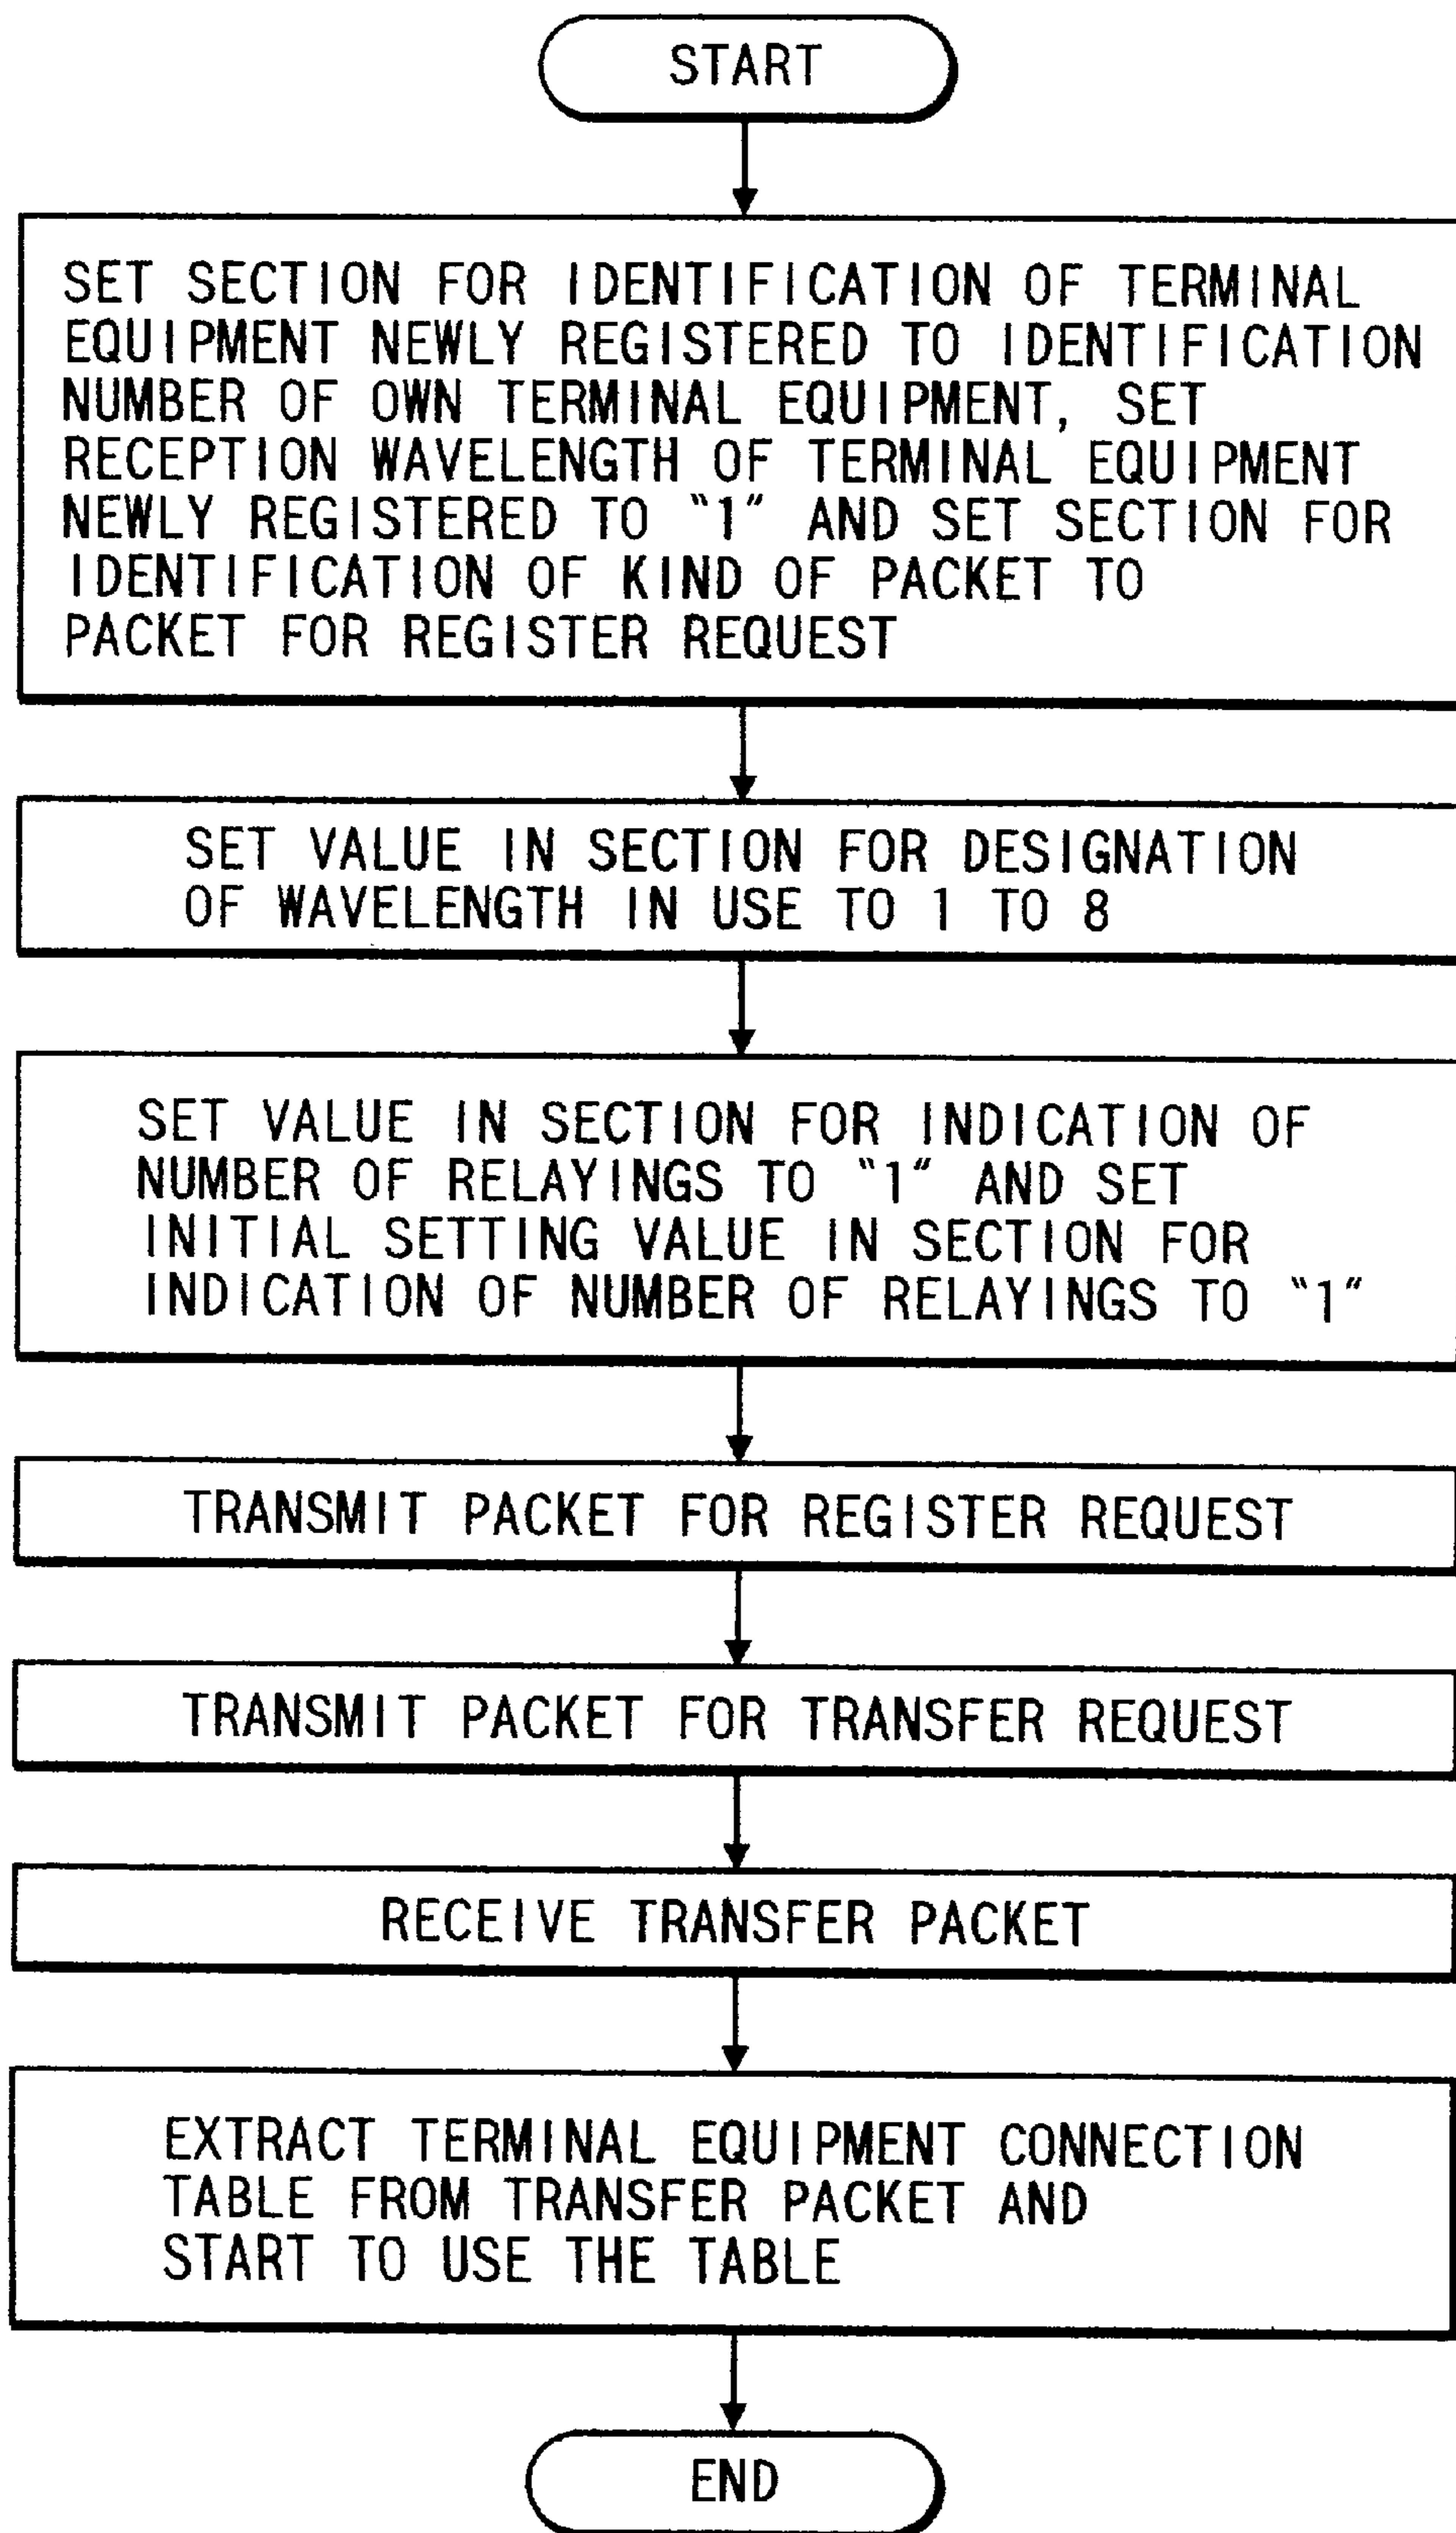 START
SET SECTION FOR IDENTIFICATION OF TERMINAL
EQUIPMENT NEWLY REGISTERED TO IDENTIFICATION
NUMBER OF OWN TERMINAL EQUIPMENT, SET
RECEPTION WAVELENGTH OF TERMINAL EQUIPMENT
NEWLY REGISTERED TO "1" AND SET SECTION FOR
IDENTIFICATION OF KIND OF PACKET TO
PACKET FOR REGISTER REQUEST
SET VALUE IN SECTION FOR DESIGNATION
OF WAVELENGTH IN USE TO 1 TO 8
SET VALUE IN SECTION FOR INDICATION OF
NUMBER OF RELAYINGS TO "1" AND SET
INITIAL SETTING VALUE IN SECTION FOR
INDICATION OF NUMBER OF RELAYINGS TO "1"
TRANSMIT PACKET FOR REGISTER REQUEST
TRANSMIT PACKET FOR TRANSFER REQUEST
RECEIVE TRANSFER PACKET
EXTRACT TERMINAL EQUIPMENT CONNECTION
TABLE FROM TRANSFER PACKET AND
START TO USE THE TABLE
END